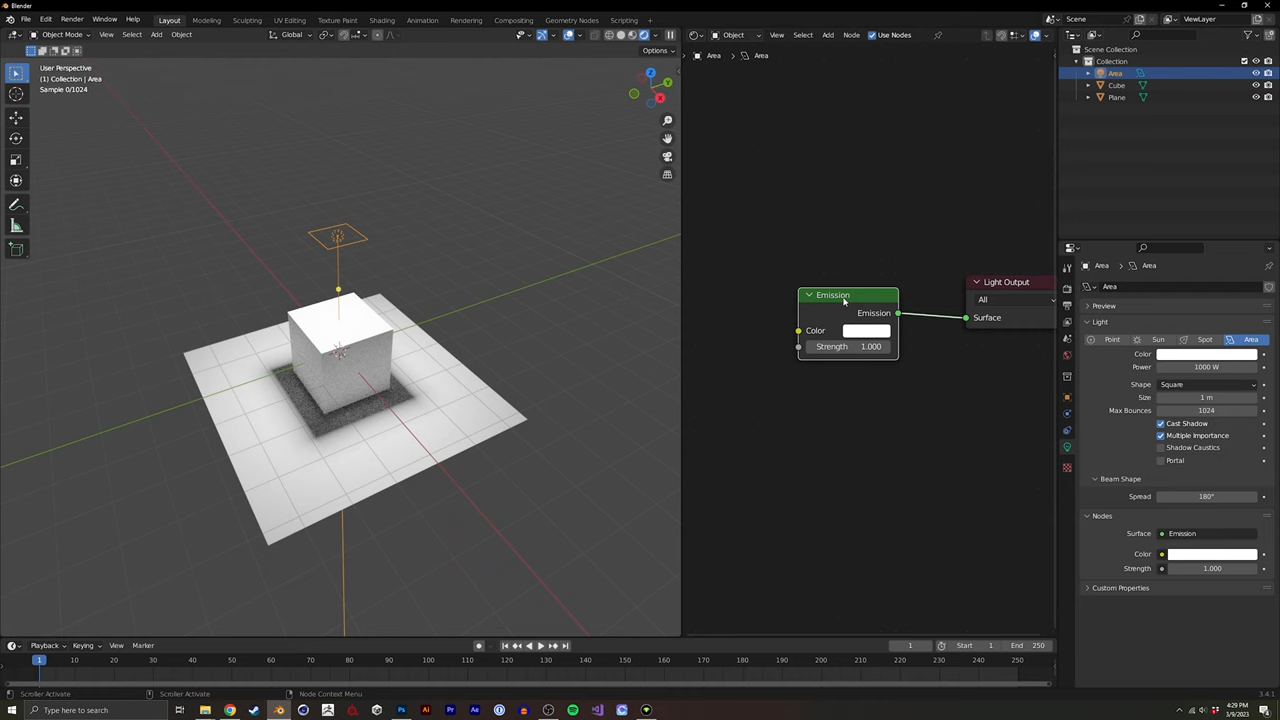 Blender
File Edit Render Window Help Layout Modeling Sculpting UV Editing Texture Paint Shading Animation Rendering Compositing Geometry Nodes Scripting + Scene ViewLayer
Object Mode View Select Add Object Global Object View Select Add Node Use Nodes
Options
User Perspective
(1) Collection | Area
Sample 0/1024
Z
Y
X
Area Area
Emission
Emission
Color
Strength 1.000
Light Output
All
Surface
Scene Collection
Collection
Area
Cube
Plane
Area Area
Area
Preview
Light
Point Sun Spot Area
Color
Power 1000 W
Shape Square
Size 1 m
Max Bounces 1024
Cast Shadow
Multiple Importance
Shadow Caustics
Portal
Beam Shape
Spread 180°
Nodes
Surface Emission
Color
Strength 1.000
Custom Properties
Playback Keying View Marker 1 Start 1 End 250
1 10 20 30 40 50 60 70 80 90 100 110 120 130 140 150 160 170 180 190 200 210 220 230 240 250
Scroller Activate Scroller Activate Node Context Menu 3.4.1
Type here to search
4:29 PM
3/9/2023